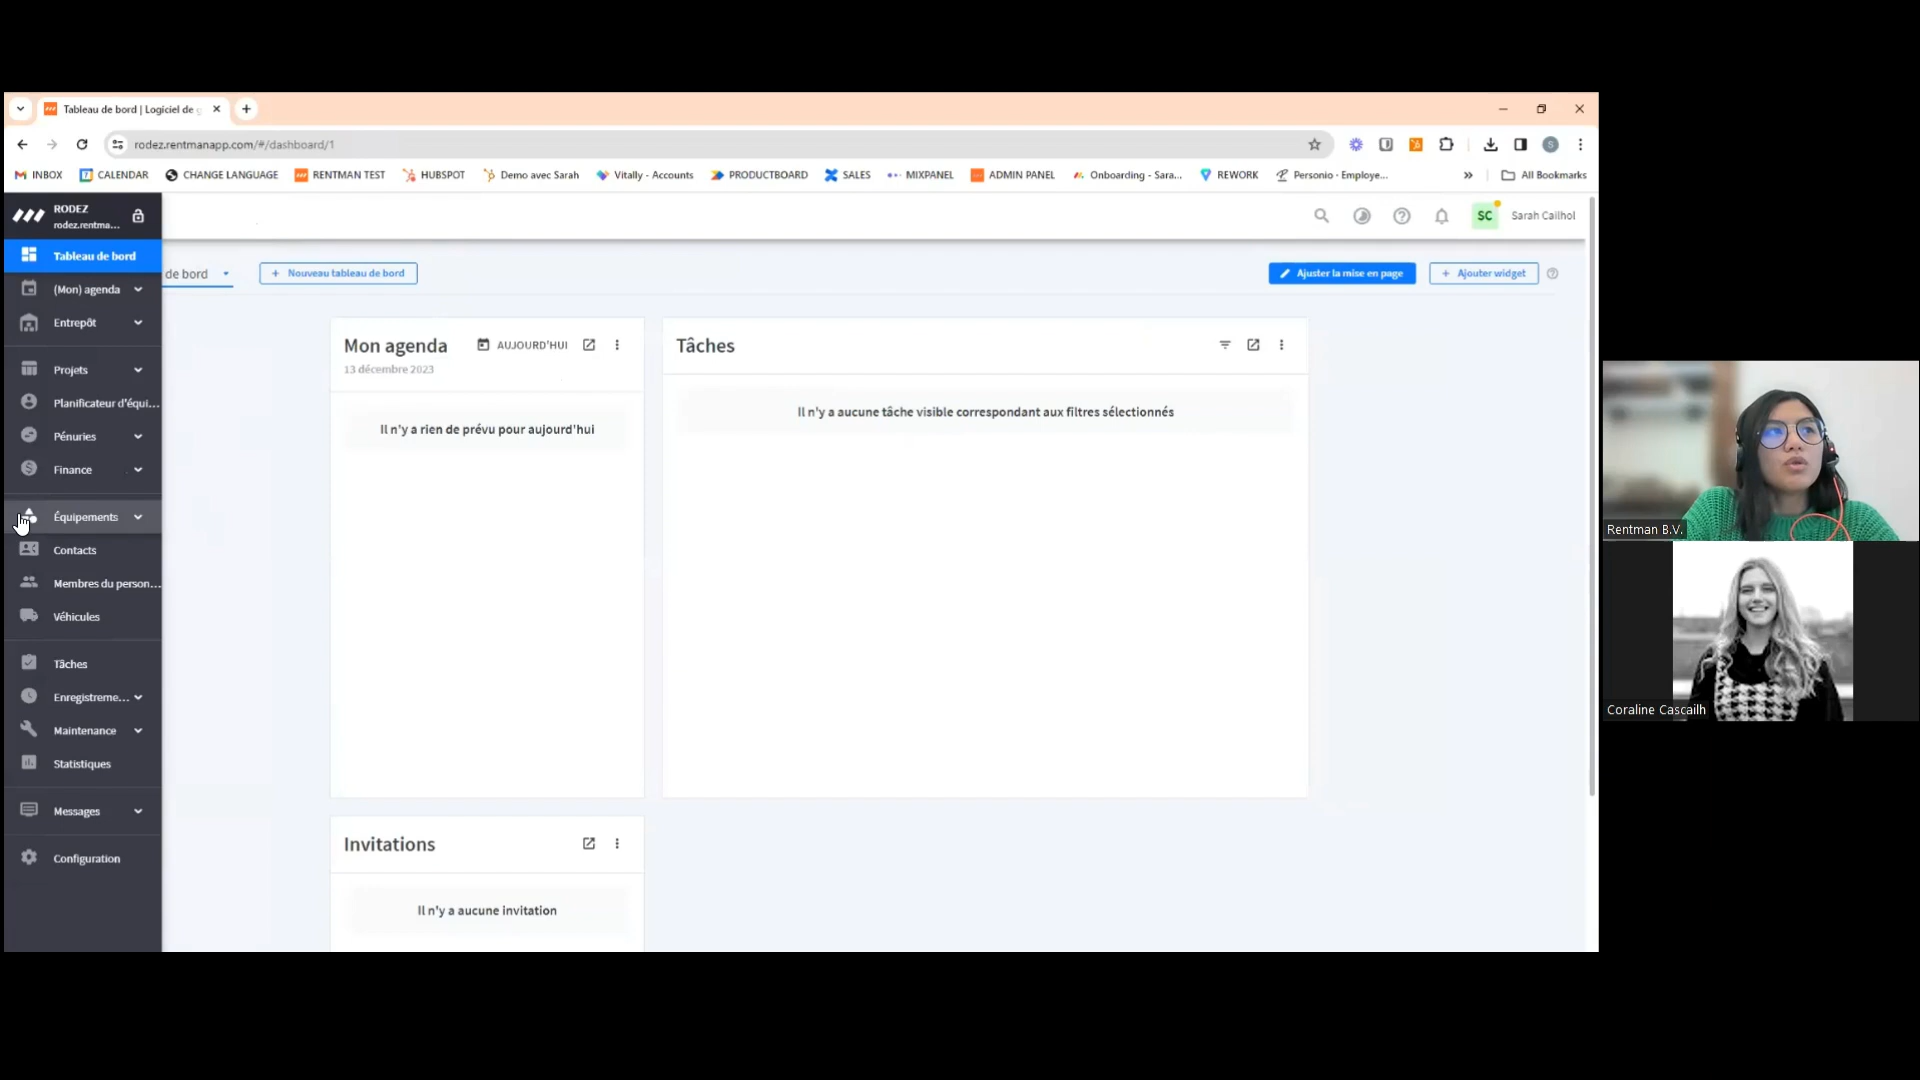 Tableau de bord | Logiciel de g
rodez.rentmanapp.com/#/dashboard/1
INBOX CALENDAR CHANGE LANGUAGE RENTMAN TEST HUBSPOT Demo avec Sarah Vitally - Accounts PRODUCTBOARD SALES MIXPANEL ADMIN PANEL Onboarding - Sara... REWORK Personio - Employe... » All Bookmarks
RODEZ
rodez.rentma...
SC Sarah Cailhol
Tableau de bord
de bord
+ Nouveau tableau de bord
Ajuster la mise en page
+ Ajouter widget
(Mon) agenda
Entrepôt
Projets
Planificateur d'équi...
Pénuries
Finance
Équipements
Contacts
Membres du person...
Véhicules
Tâches
Enregistreme...
Maintenance
Statistiques
Messages
Configuration
Mon agenda
AUJOURD'HUI
13 décembre 2023
Il n'y a rien de prévu pour aujourd'hui
Tâches
Il n'y a aucune tâche visible correspondant aux filtres sélectionnés
Invitations
Il n'y a aucune invitation
Rentman B.V.
Coraline Cascailh